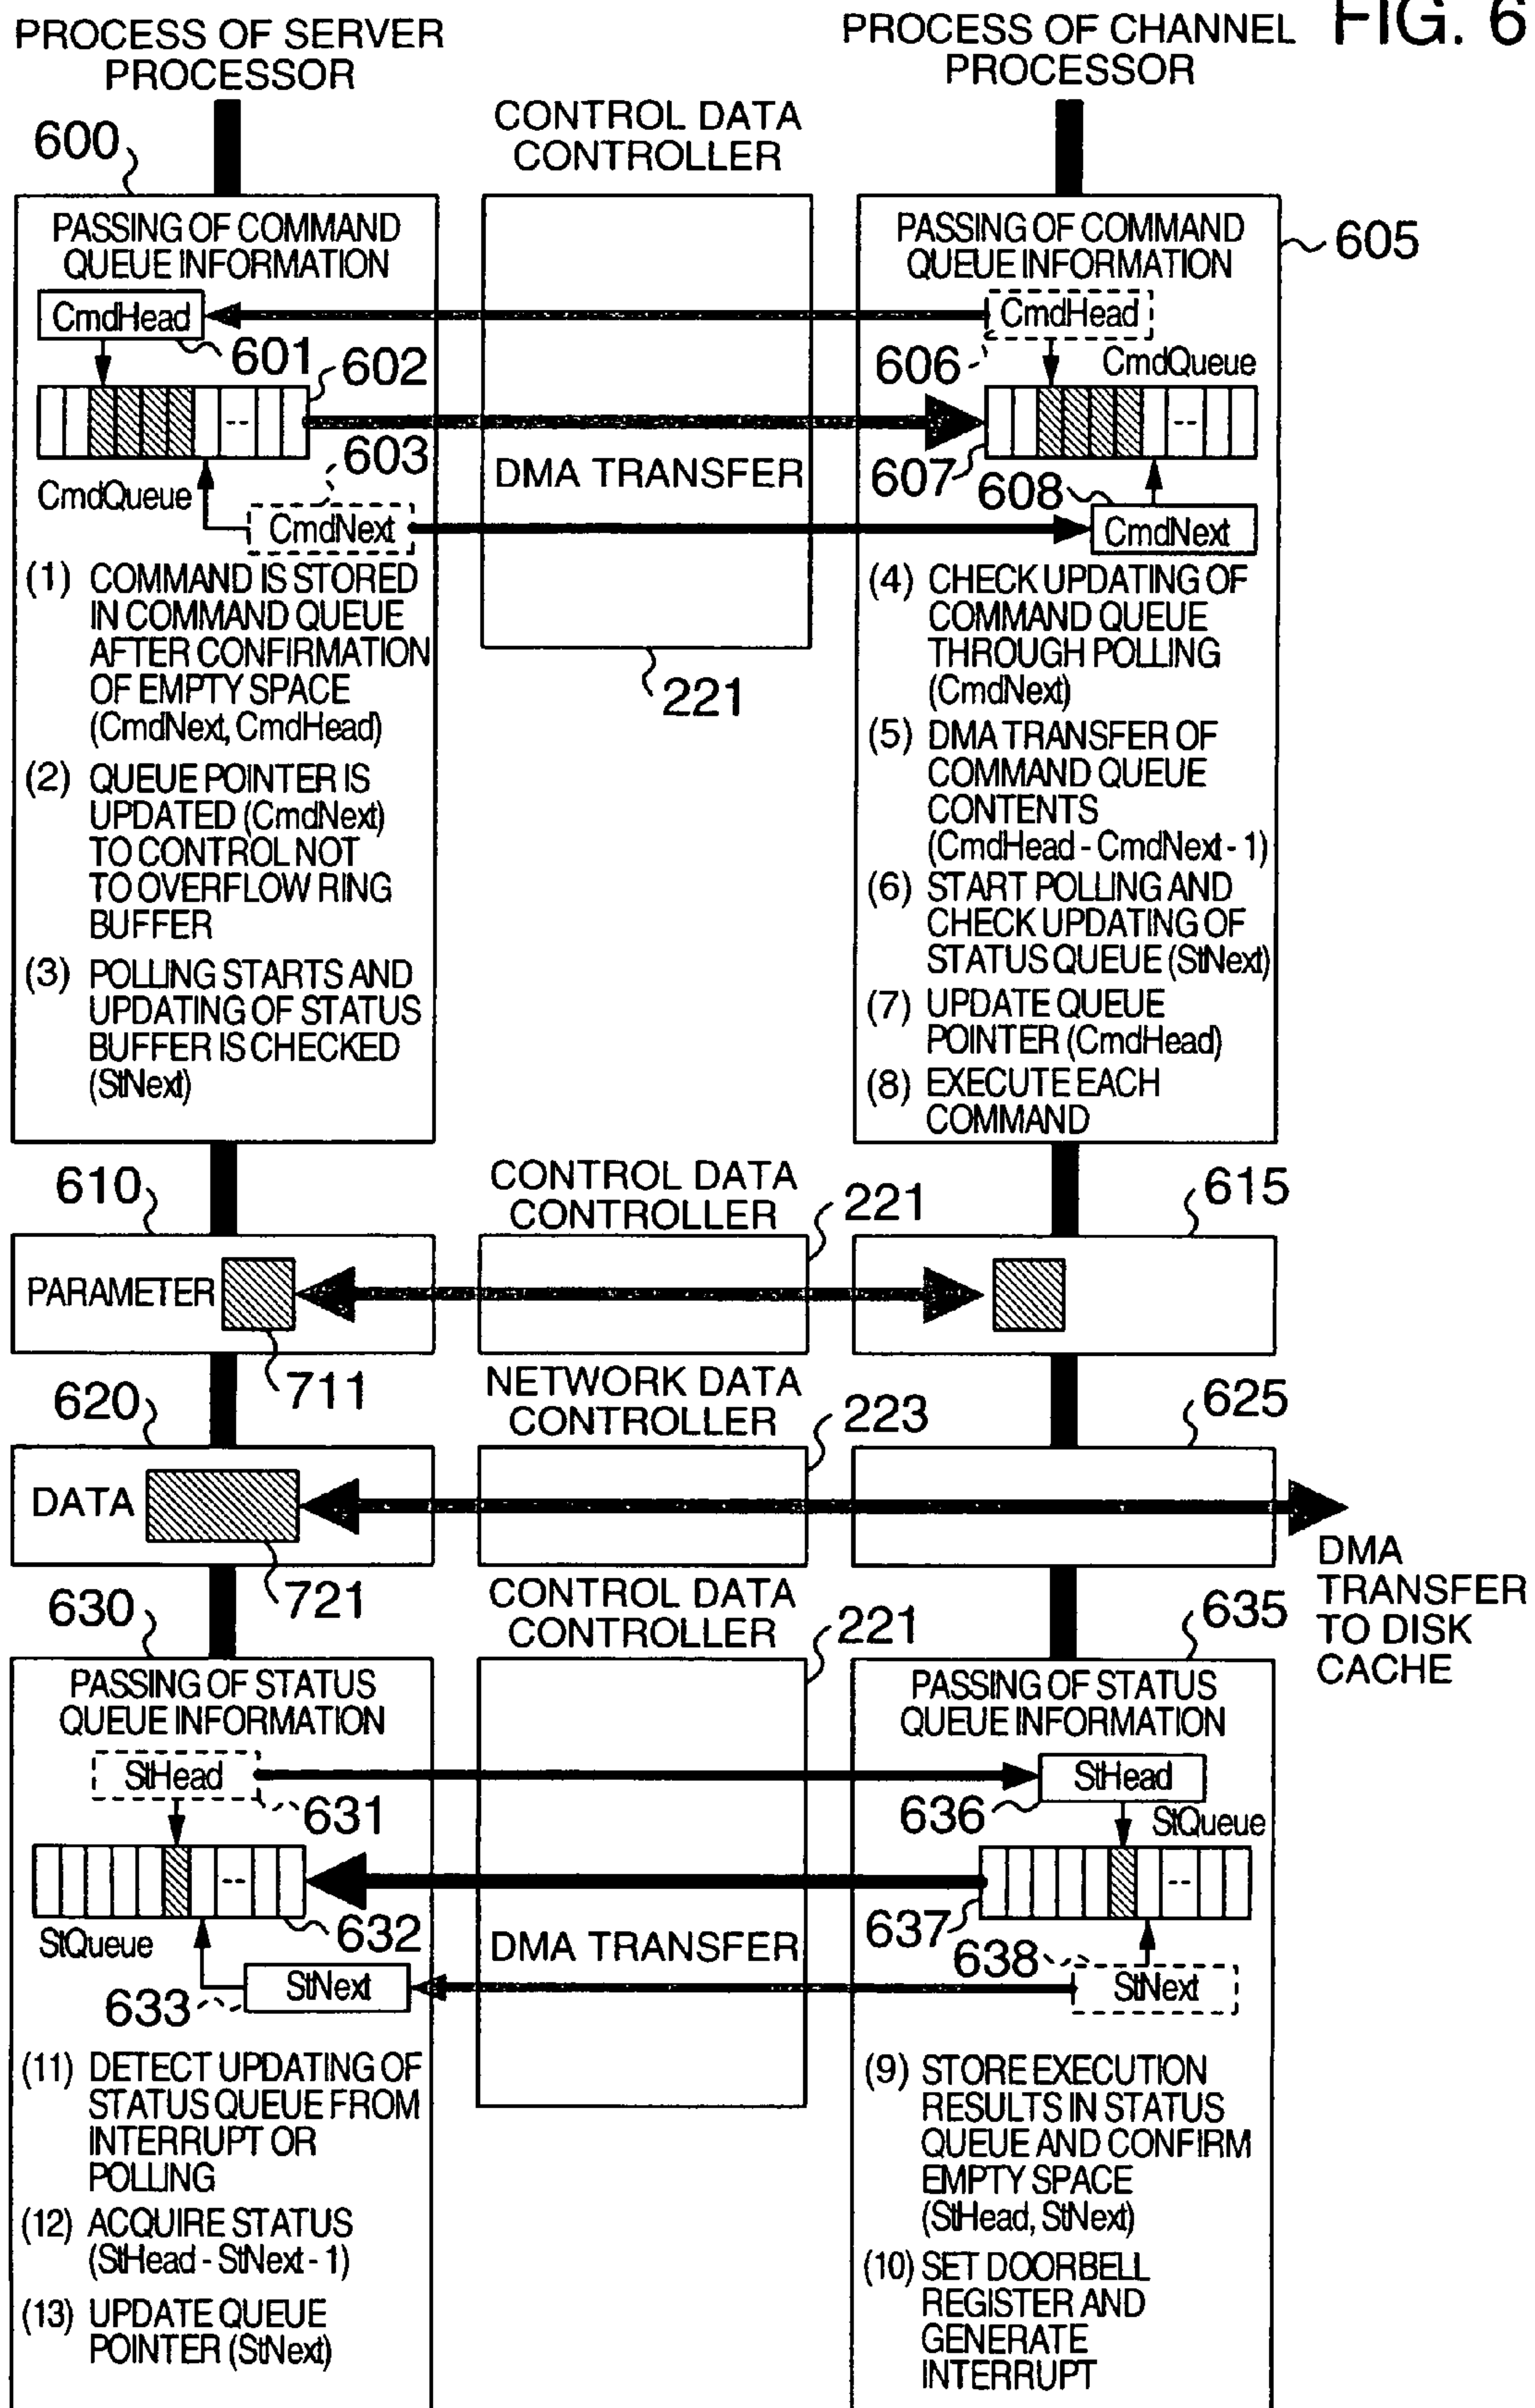 FIG. 6
PROCESS OF SERVER
PROCESSOR
PROCESS OF CHANNEL
PROCESSOR
CONTROL DATA
CONTROLLER
600
PASSING OF COMMAND
QUEUE INFORMATION
CmdHead
601
602
603
CmdQueue
CmdNext
(1) COMMAND IS STORED
IN COMMAND QUEUE
AFTER CONFIRMATION
OF EMPTY SPACE
(CmdNext, CmdHead)
(2) QUEUE POINTER IS
UPDATED (CmdNext)
TO CONTROL NOT
TO OVERFLOW RING
BUFFER
(3) POLLING STARTS AND
UPDATING OF STATUS
BUFFER IS CHECKED
(StNext)
DMA TRANSFER
221
PASSING OF COMMAND
QUEUE INFORMATION
605
CmdHead
606
CmdQueue
607
608
CmdNext
(4) CHECK UPDATING OF
COMMAND QUEUE
THROUGH POLLING
(CmdNext)
(5) DMA TRANSFER OF
COMMAND QUEUE
CONTENTS
(CmdHead - CmdNext - 1)
(6) START POLLING AND
CHECK UPDATING OF
STATUS QUEUE (StNext)
(7) UPDATE QUEUE
POINTER (CmdHead)
(8) EXECUTE EACH
COMMAND
610
CONTROL DATA
CONTROLLER
221
615
PARAMETER
711
620
NETWORK DATA
CONTROLLER
223
625
DATA
721
DMA
TRANSFER
TO DISK
CACHE
630
CONTROL DATA
CONTROLLER
221
635
PASSING OF STATUS
QUEUE INFORMATION
StHead
631
StQueue
632
StNext
633
(11) DETECT UPDATING OF
STATUS QUEUE FROM
INTERRUPT OR
POLLING
(12) ACQUIRE STATUS
(StHead - StNext - 1)
(13) UPDATE QUEUE
POINTER (StNext)
DMA TRANSFER
PASSING OF STATUS
QUEUE INFORMATION
StHead
636
StQueue
637
638
StNext
(9) STORE EXECUTION
RESULTS IN STATUS
QUEUE AND CONFIRM
EMPTY SPACE
(StHead, StNext)
(10) SET DOORBELL
REGISTER AND
GENERATE
INTERRUPT